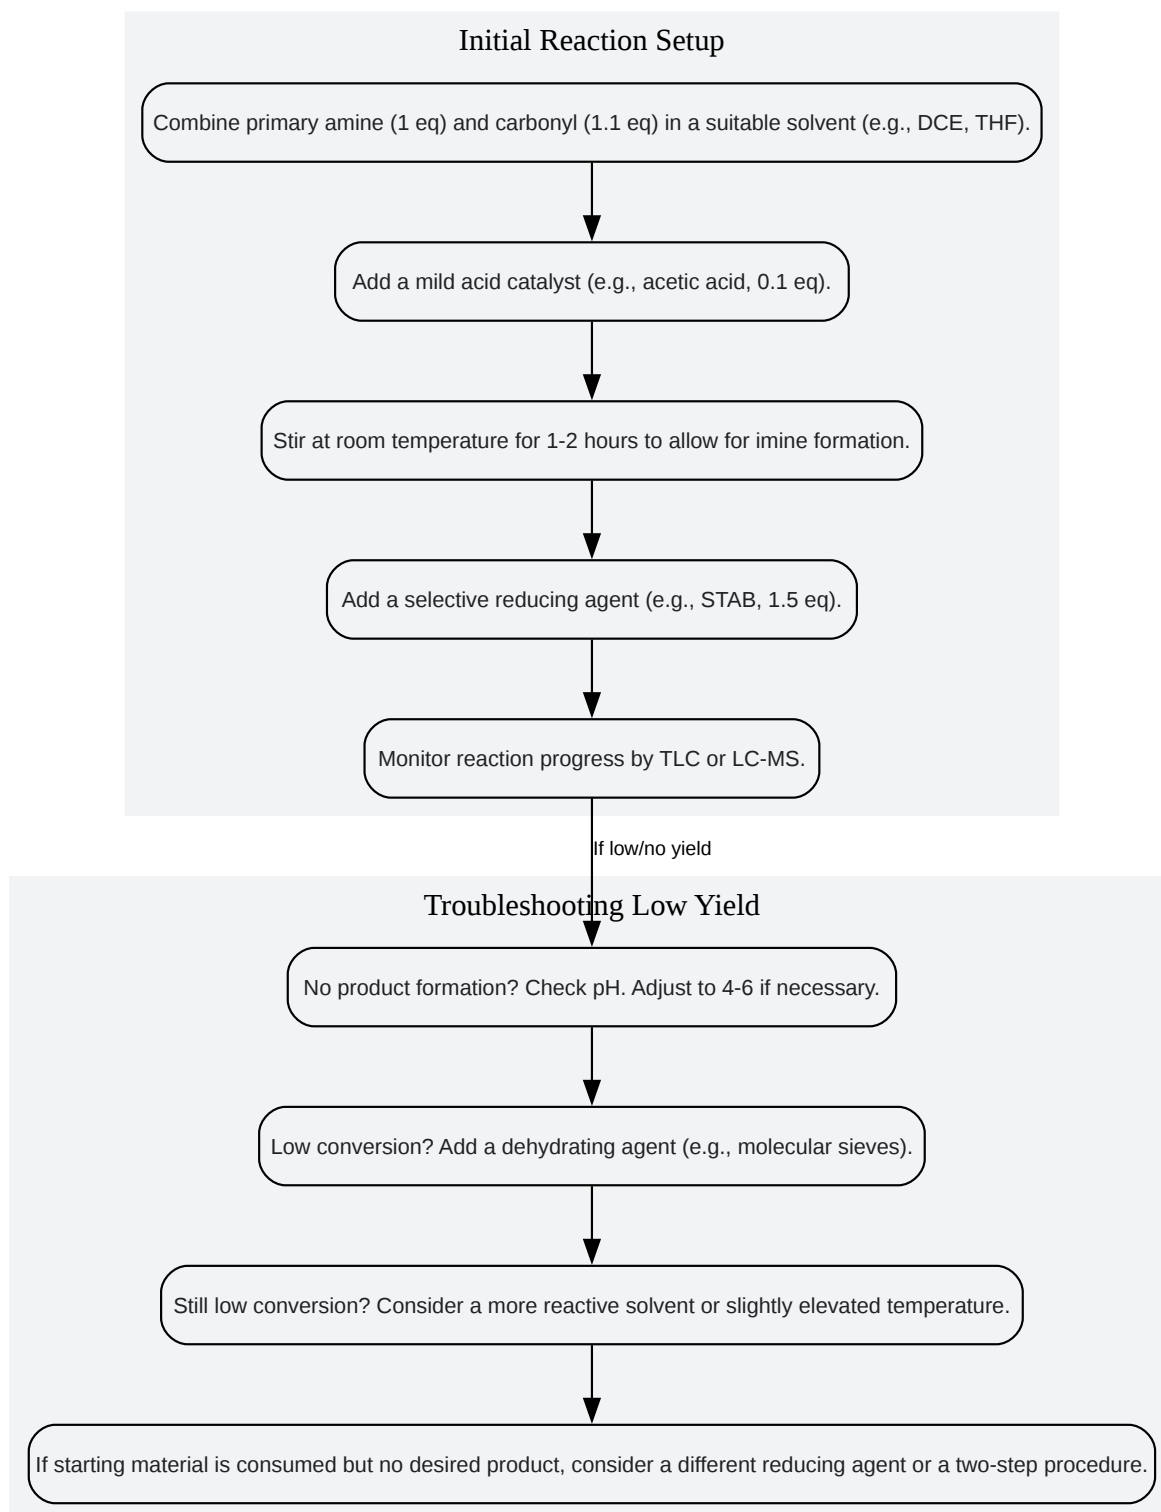 Initial Reaction Setup
Combine primary amine (1 eq) and carbonyl (1.1 eq) in a suitable solvent (e.g., DCE, THF).
Add a mild acid catalyst (e.g., acetic acid, 0.1 eq).
Stir at room temperature for 1-2 hours to allow for imine formation.
Add a selective reducing agent (e.g., STAB, 1.5 eq).
Monitor reaction progress by TLC or LC-MS.
If low/no yield
Troubleshooting Low Yield
No product formation? Check pH. Adjust to 4-6 if necessary.
Low conversion? Add a dehydrating agent (e.g., molecular sieves).
Still low conversion? Consider a more reactive solvent or slightly elevated temperature.
If starting material is consumed but no desired product, consider a different reducing agent or a two-step procedure.